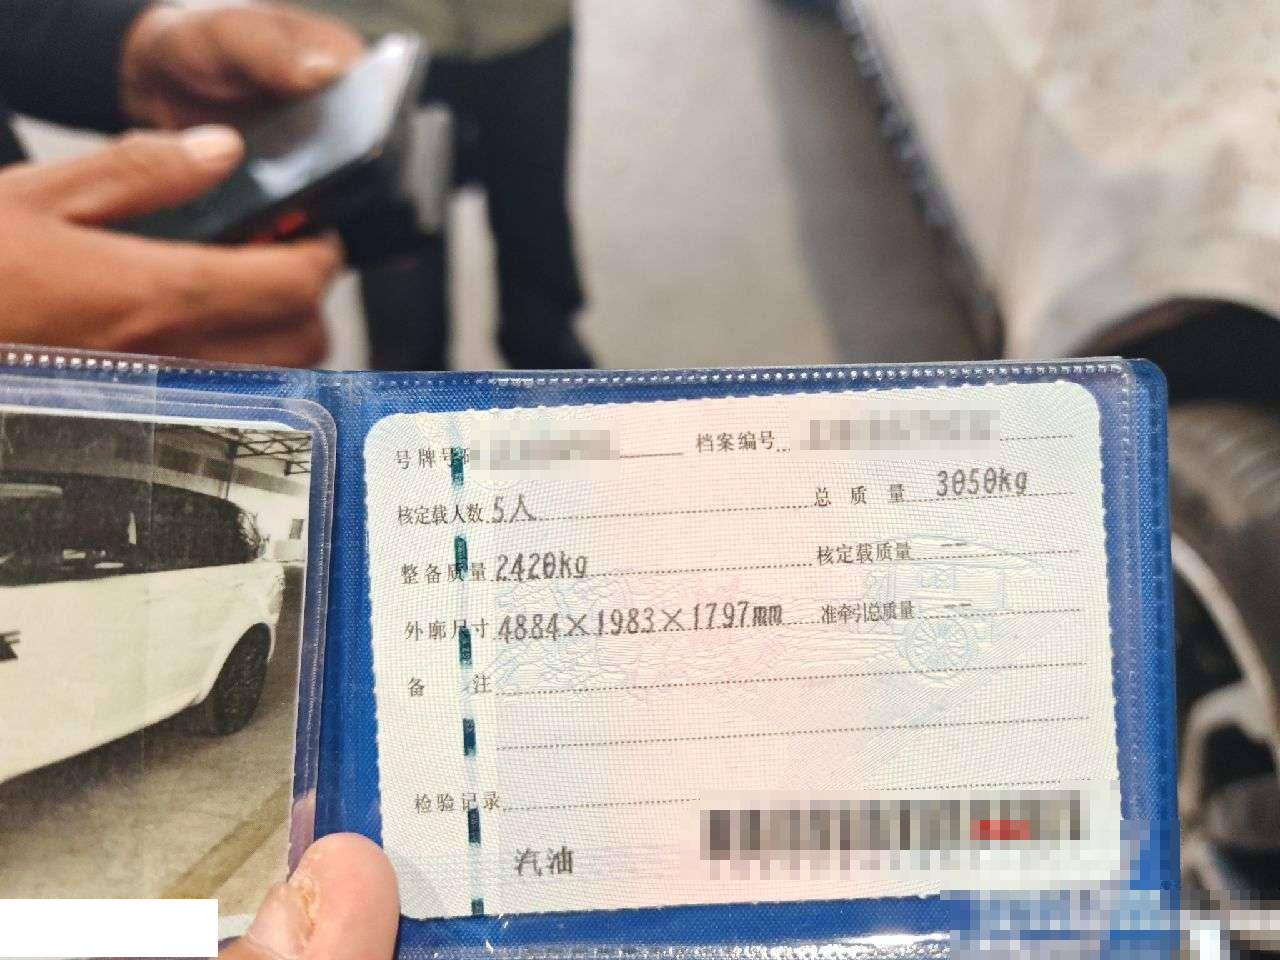 号牌号码 档案编号
核定载人数 5人 总质量 3050kg
整备质量 2420kg 核定载质量 --
外廓尺寸 4884×1983×1797mm 准牵引总质量 --
备注
检验记录
汽油